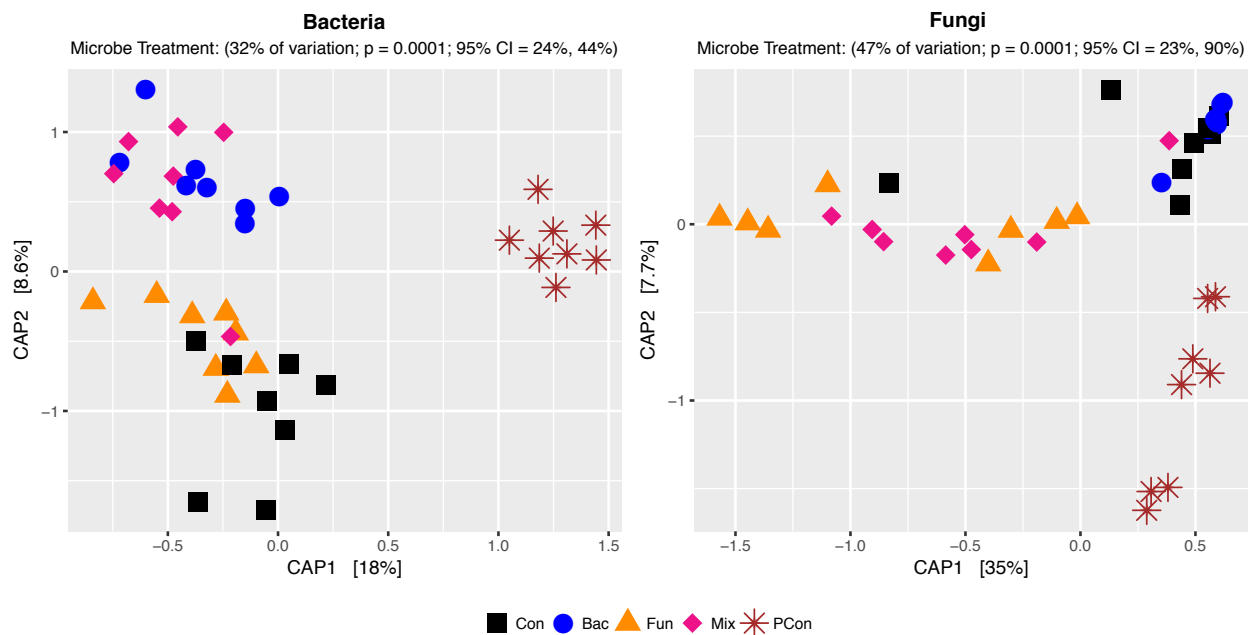 Bacteria
Microbe Treatment: (32% of variation; p = 0.0001; 95% CI = 24%, 44%)
1
0
−1
CAP2 [8.6%]
−0.5
0.0
0.5
1.0
1.5
CAP1 [18%]
Fungi
Microbe Treatment: (47% of variation; p = 0.0001; 95% CI = 23%, 90%)
0
−1
CAP2 [7.7%]
−1.5
−1.0
−0.5
0.0
0.5
CAP1 [35%]
Con Bac Fun Mix PCon